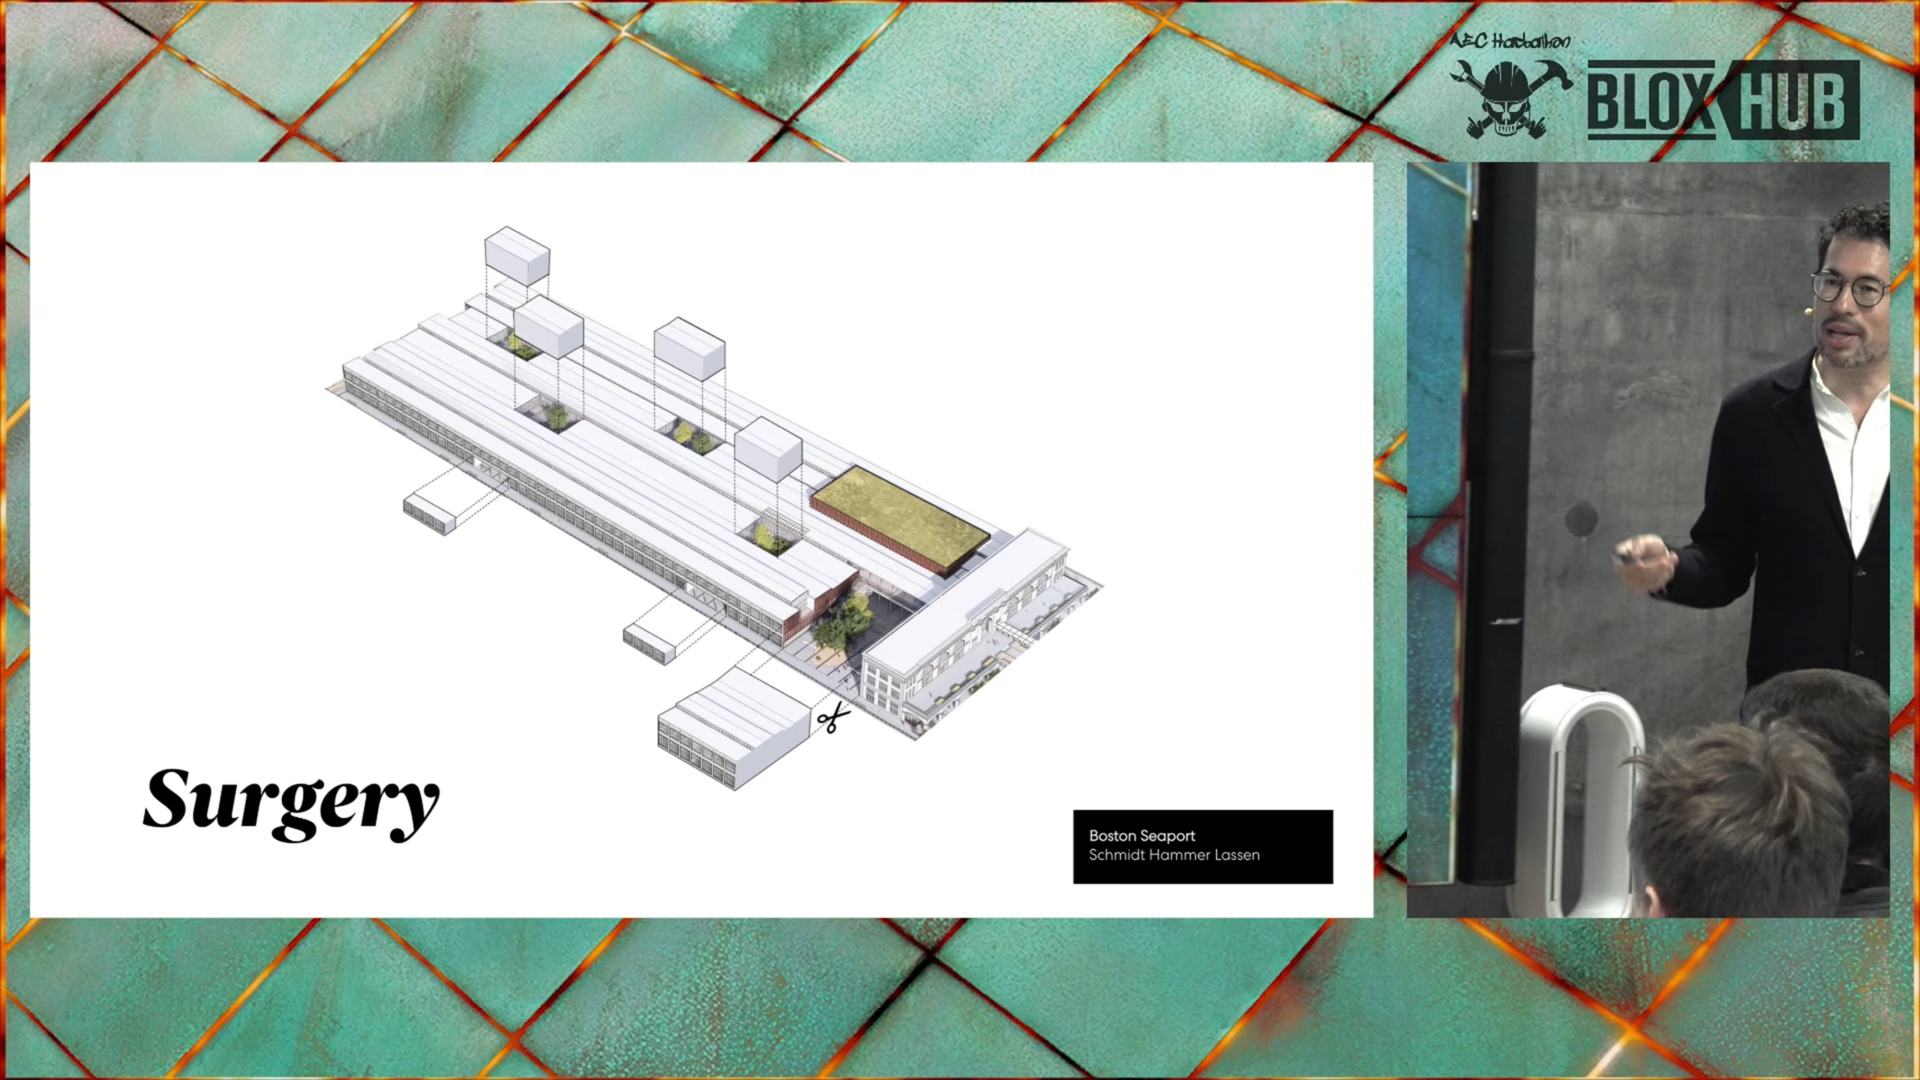 AEC Hackathon
BLOX HUB
Surgery
Boston Seaport
Schmidt Hammer Lassen